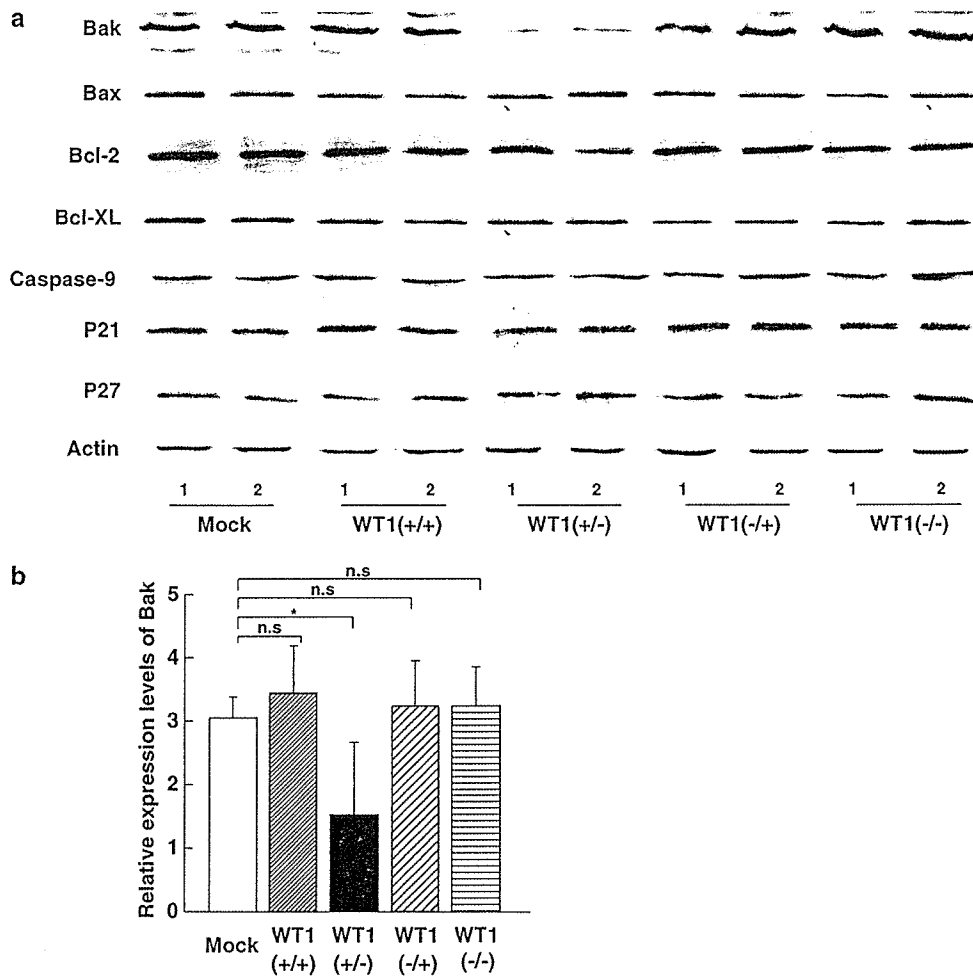 a
Bak
Bax
Bcl-2
Bcl-XL
Caspase-9
P21
P27
Actin
1 2 1 2 1 2 1 2 1 2
Mock WT1(+/+) WT1(+/-) WT1(-/+) WT1(-/-)
b
n.s
n.s
*
n.s
Relative expression levels of Bak
5
4
3
2
1
0
Mock WT1 WT1 WT1 WT1
(+/+) (+/-) (-/+) (-/-)